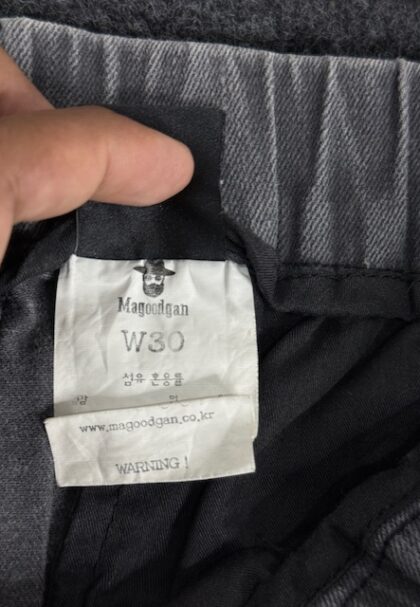 Magoodgan
W30
섬유 혼용률
www.magoodgan.co.kr
WARNING !